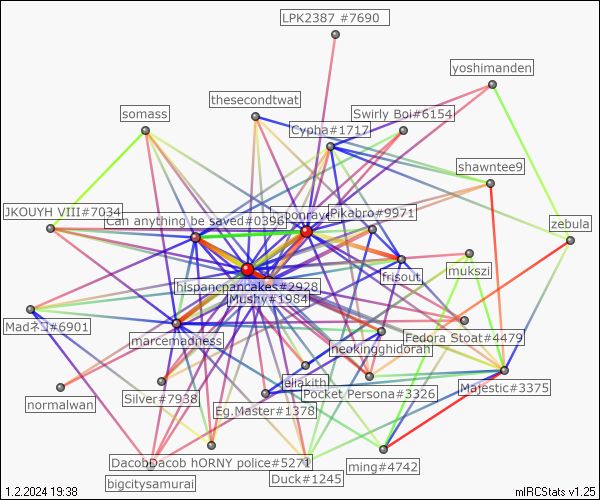 LPK2387 #7690
yoshimanden
thesecondtwat
somass
Swirly Boi#6154
Cypha#1717
shawntee9
JKOUYH VIII#7034
Can anything be saved#0396
Pikabro#9971
zebula
mukszi
frisout
hispancpancakes#2928
Mushy#1984
Madネコ#6901
marcemadness
Fedora Stoat#4479
neokingghidorah
Majestic#3375
eliakith
Pocket Persona#3326
Silver#7938
normalwan
Eg.Master#1378
DacobDacob hORNY police#5271
ming#4742
Duck#1245
bigcitysamurai
1.2.2024 19:38
mIRCStats v1.25